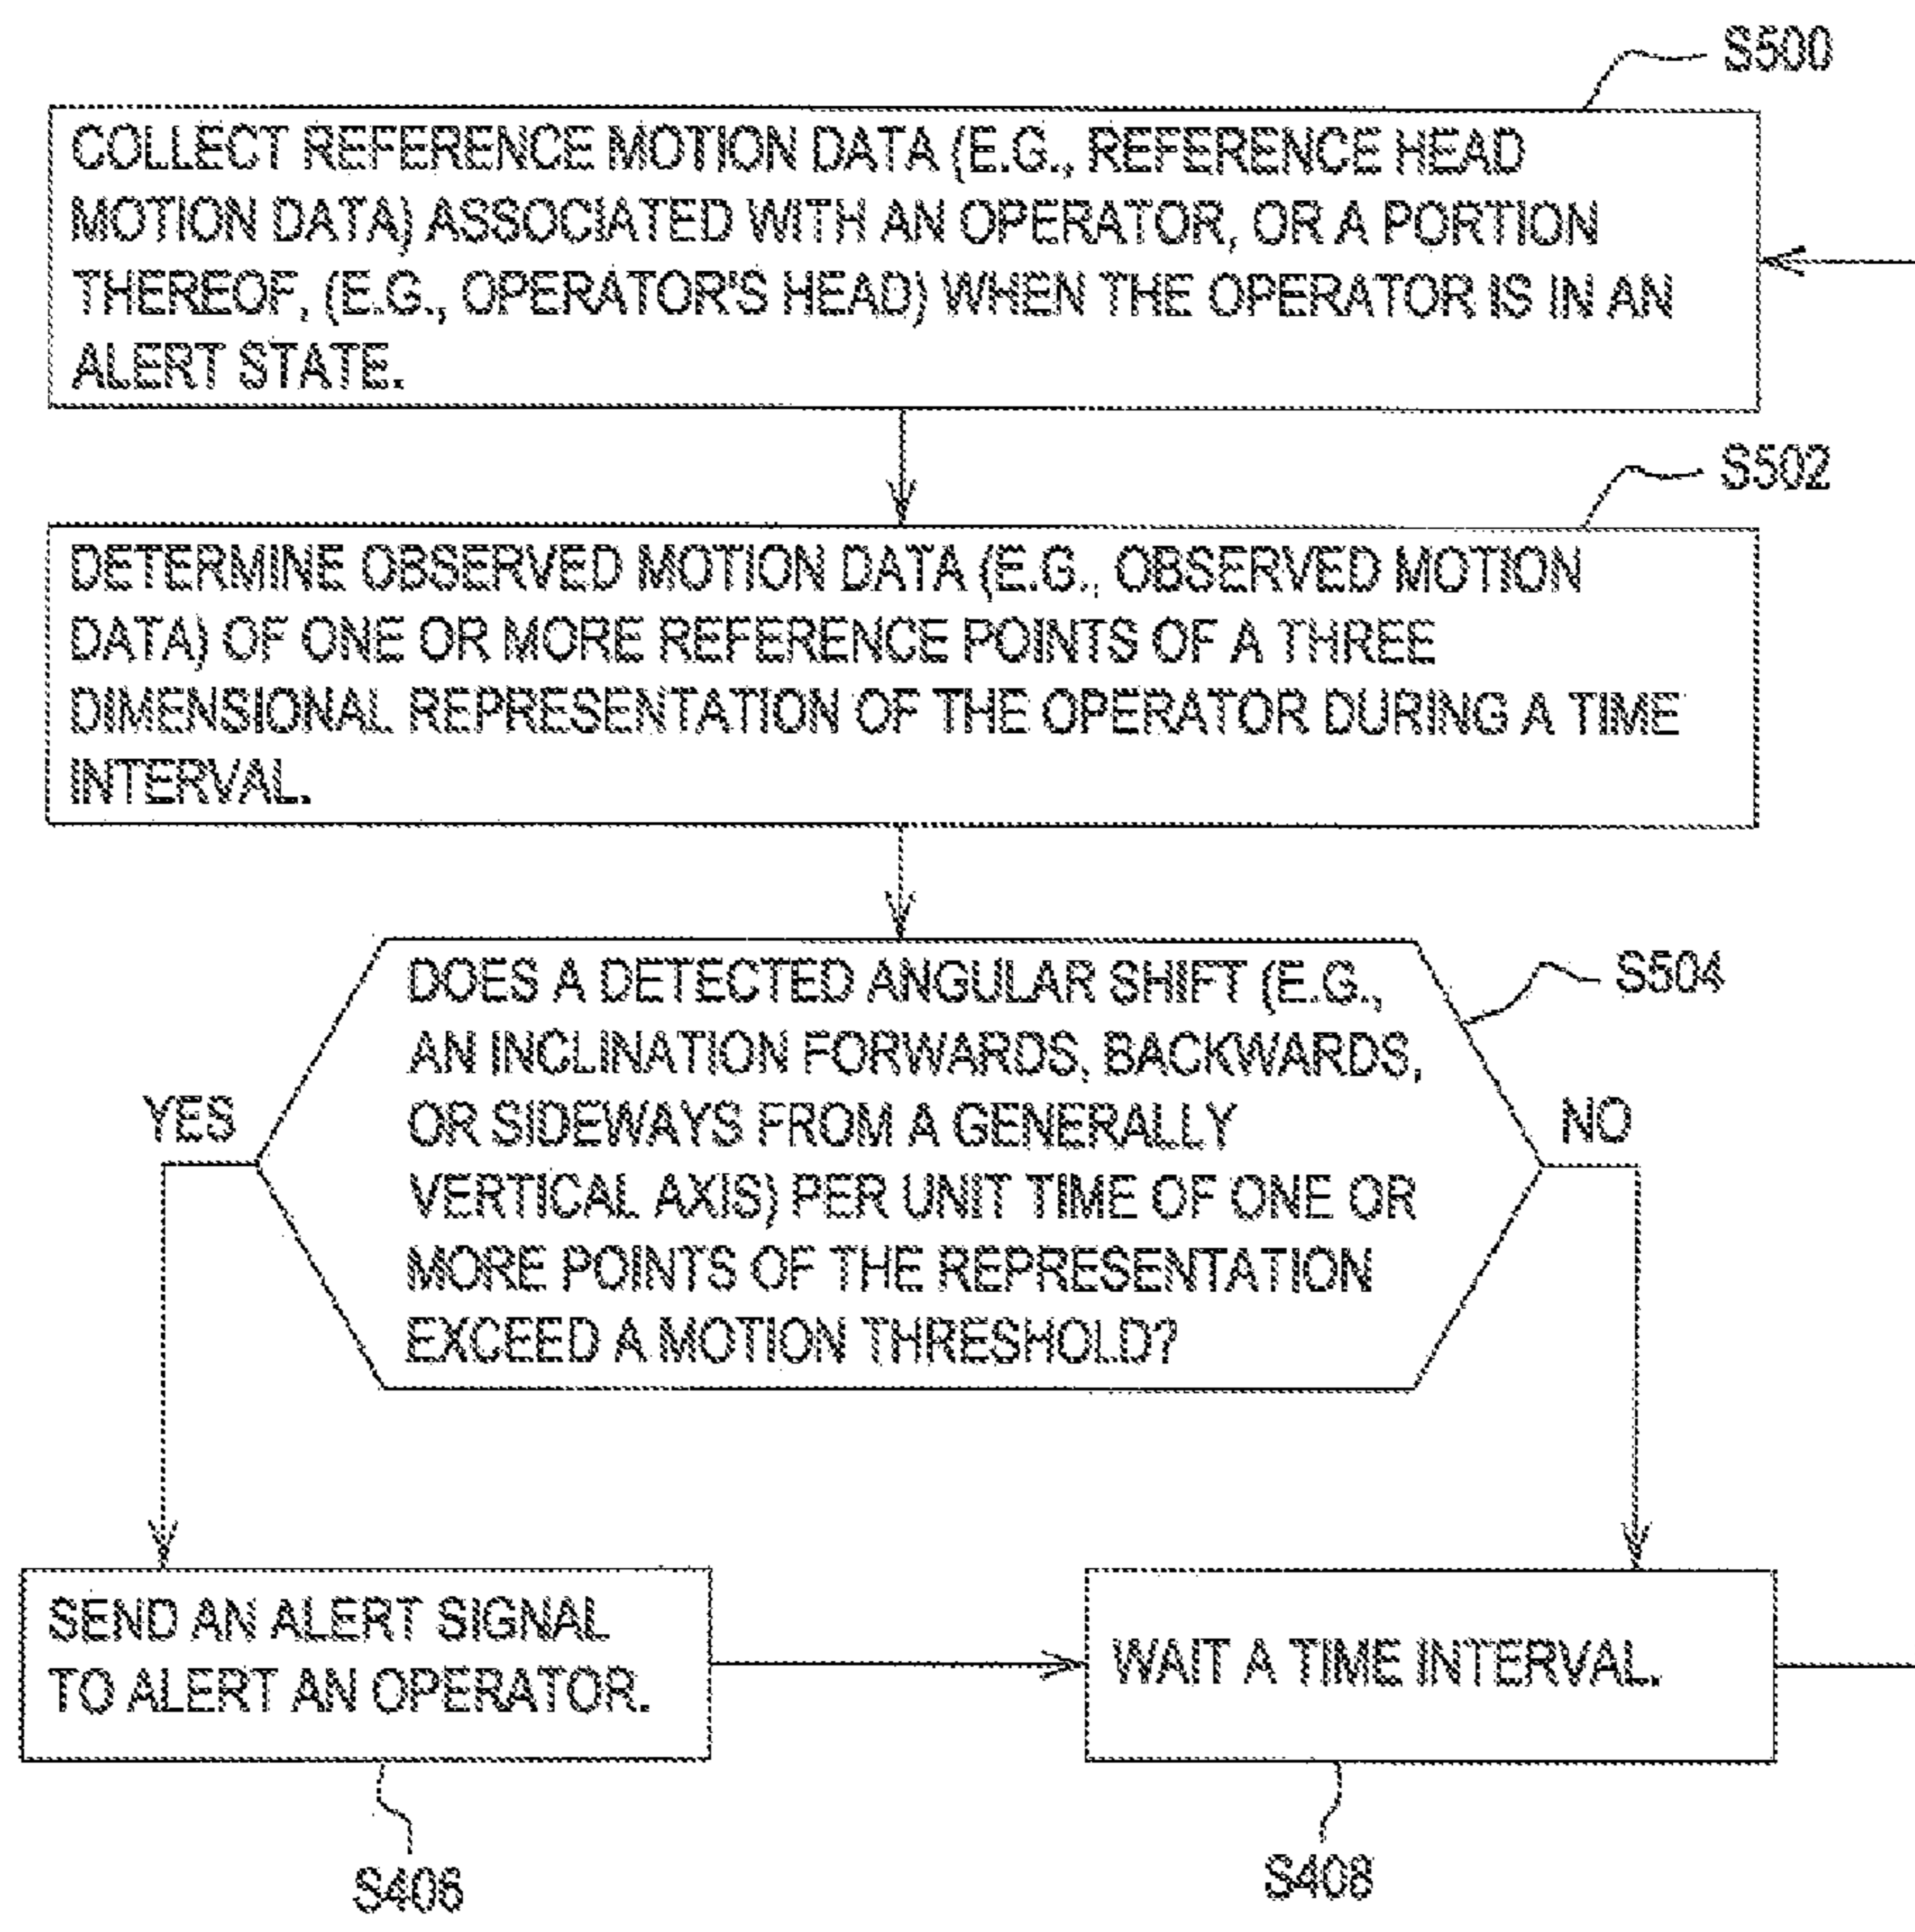 S500
COLLECT REFERENCE MOTION DATA (E.G., REFERENCE HEAD
MOTION DATA) ASSOCIATED WITH AN OPERATOR, OR A PORTION
THEREOF, (E.G., OPERATOR'S HEAD) WHEN THE OPERATOR IS IN AN
ALERT STATE.
S502
DETERMINE OBSERVED MOTION DATA (E.G., OBSERVED MOTION
DATA) OF ONE OR MORE REFERENCE POINTS OF A THREE
DIMENSIONAL REPRESENTATION OF THE OPERATOR DURING A TIME
INTERVAL.
S504
DOES A DETECTED ANGULAR SHIFT (E.G.,
AN INCLINATION FORWARDS, BACKWARDS,
OR SIDEWAYS FROM A GENERALLY
VERTICAL AXIS) PER UNIT TIME OF ONE OR
MORE POINTS OF THE REPRESENTATION
EXCEED A MOTION THRESHOLD?
YES
NO
SEND AN ALERT SIGNAL
TO ALERT AN OPERATOR.
WAIT A TIME INTERVAL.
S406
S408